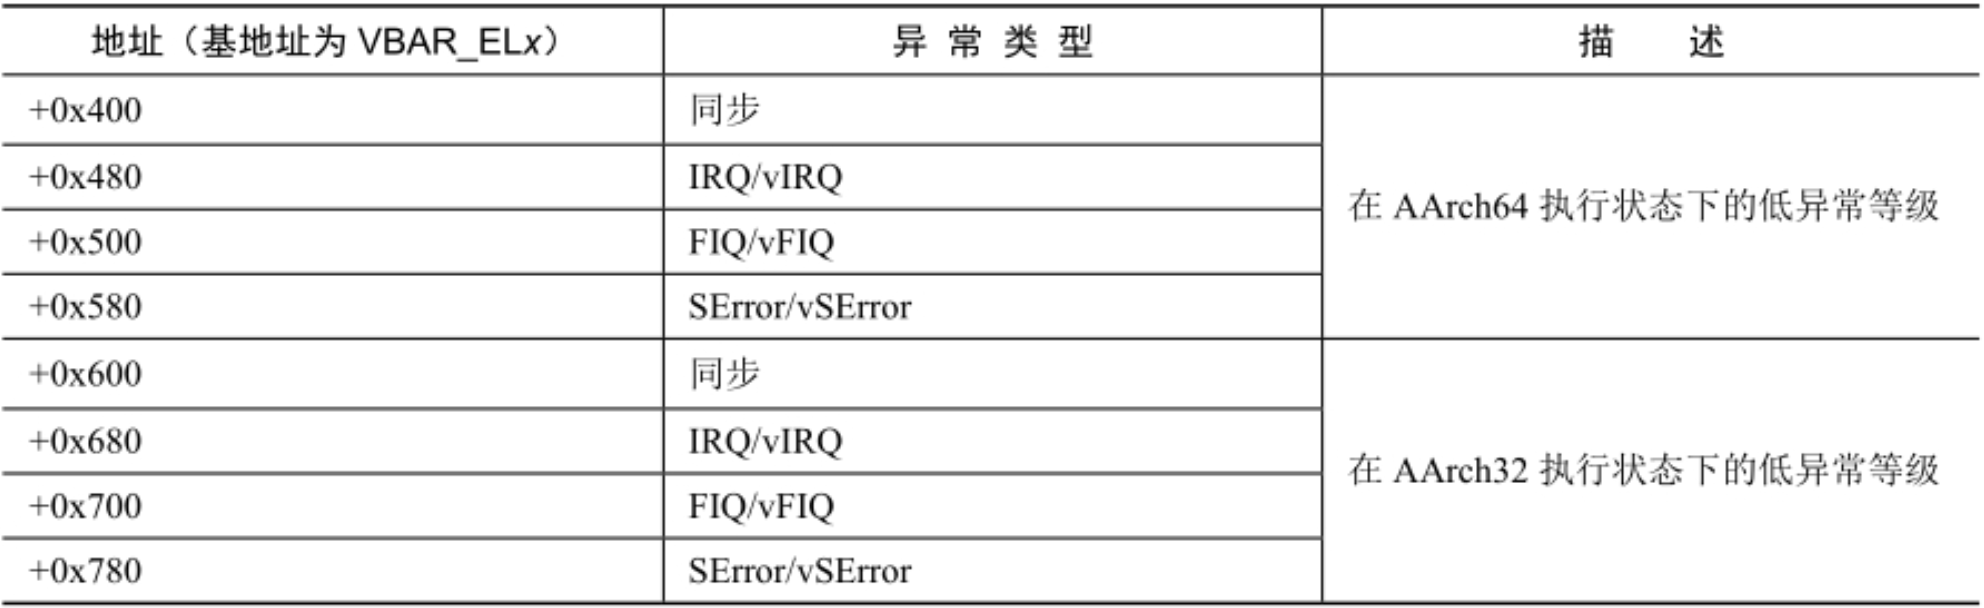 地址（基地址为 VBAR_ELx） 异 常 类 型 描 述
+0x400 同步
+0x480 IRQ/vIRQ
在 AArch64 执行状态下的低异常等级
+0x500 FIQ/vFIQ
+0x580 SError/vSError
+0x600 同步
+0x680 IRQ/vIRQ
在 AArch32 执行状态下的低异常等级
+0x700 FIQ/vFIQ
+0x780 SError/vSError